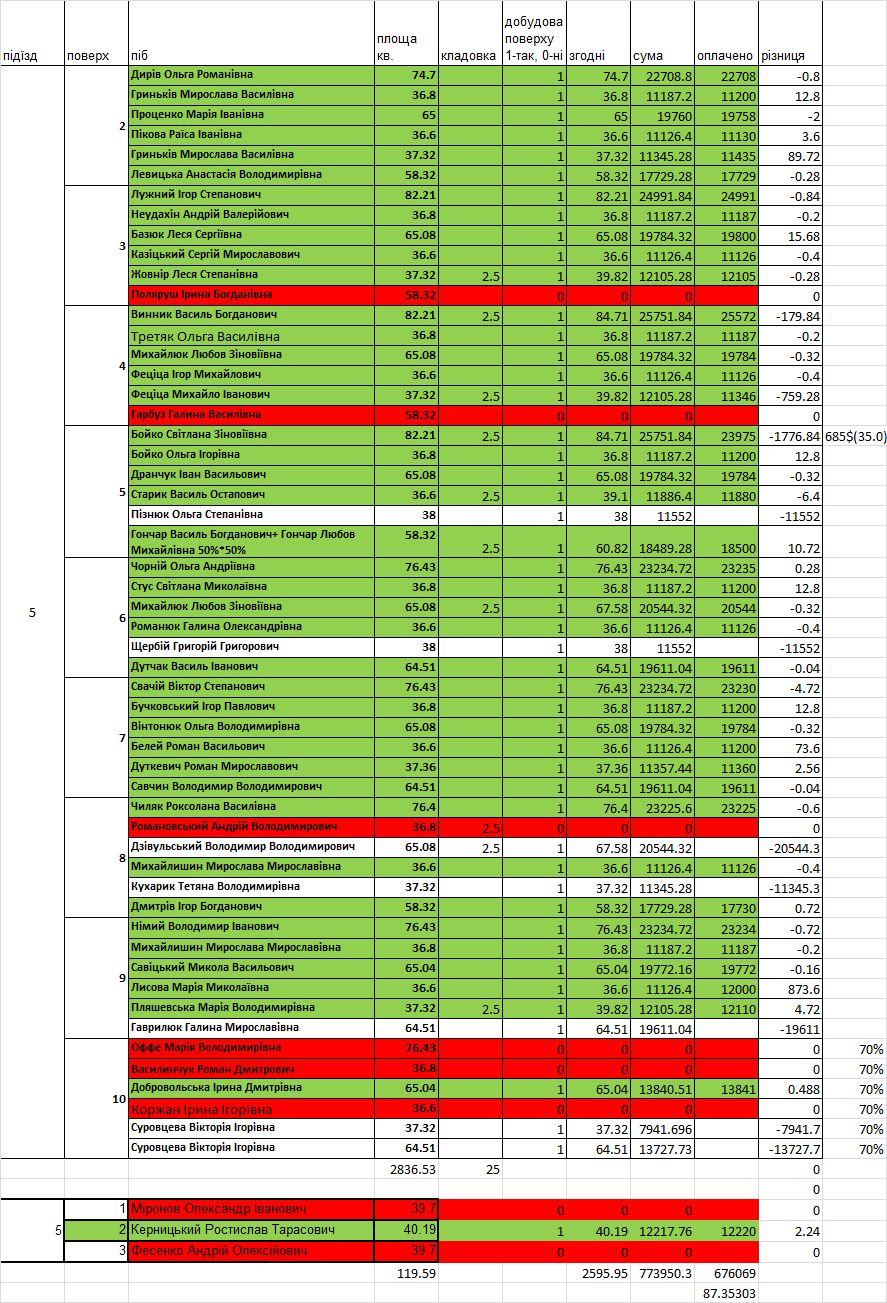 підїзд поверх піб площа кв. кладовка добудова поверху 1-так, 0-ні згодні сума оплачено різниця
Дирів Ольга Романівна 74.7 1 74.7 22708.8 22708 -0.8
Гриньків Мирослава Василівна 36.8 1 36.8 11187.2 11200 12.8
2 Проценко Марія Іванівна 65 1 65 19760 19758 -2
Пікова Раїса Іванівна 36.6 1 36.6 11126.4 11130 3.6
Гриньків Мирослава Василівна 37.32 1 37.32 11345.28 11435 89.72
Левицька Анастасія Володимирівна 58.32 1 58.32 17729.28 17729 -0.28
Лужний Ігор Степанович 82.21 1 82.21 24991.84 24991 -0.84
Неудахін Андрій Валерійович 36.8 1 36.8 11187.2 11187 -0.2
3 Базюк Леся Сергіївна 65.08 1 65.08 19784.32 19800 15.68
Казіцький Сергій Мирославович 36.6 1 36.6 11126.4 11126 -0.4
Жовнір Леся Степанівна 37.32 2.5 1 39.82 12105.28 12105 -0.28
Поляруш Ірина Богданівна 58.32 0 0 0 0
Винник Василь Богданович 82.21 2.5 1 84.71 25751.84 25572 -179.84
Третяк Ольга Василівна 36.8 1 36.8 11187.2 11187 -0.2
4 Михайлюк Любов Зіновіївна 65.08 1 65.08 19784.32 19784 -0.32
Феціца Ігор Михайлович 36.6 1 36.6 11126.4 11126 -0.4
Феціца Михайло Іванович 37.32 2.5 1 39.82 12105.28 11346 -759.28
Гарбуз Галина Василівна 58.32 0 0 0 0
Бойко Світлана Зіновіївна 82.21 2.5 1 84.71 25751.84 23975 -1776.84 685$(35.0)
Бойко Ольга Ігорівна 36.8 1 36.8 11187.2 11200 12.8
Дранчук Іван Васильович 65.08 1 65.08 19784.32 19784 -0.32
5 Старик Василь Остапович 36.6 2.5 1 39.1 11886.4 11880 -6.4
Пізнюк Ольга Степанівна 38 1 38 11552 -11552
Гончар Василь Богданович+ Гончар Любов
Михайлівна 50%*50% 58.32 2.5 1 60.82 18489.28 18500 10.72
Чорній Ольга Андріївна 76.43 1 76.43 23234.72 23235 0.28
Стус Світлана Миколаївна 36.8 1 36.8 11187.2 11200 12.8
5 6 Михайлюк Любов Зіновіївна 65.08 2.5 1 67.58 20544.32 20544 -0.32
Романюк Галина Олександрівна 36.6 1 36.6 11126.4 11126 -0.4
Щербій Григорій Григорович 38 1 38 11552 -11552
Дутчак Василь Іванович 64.51 1 64.51 19611.04 19611 -0.04
Свачій Віктор Степанович 76.43 1 76.43 23234.72 23230 -4.72
Бучковський Ігор Павлович 36.8 1 36.8 11187.2 11200 12.8
7 Вінтонюк Ольга Володимирівна 65.08 1 65.08 19784.32 19784 -0.32
Белей Роман Васильович 36.6 1 36.6 11126.4 11200 73.6
Дуткевич Роман Мирославович 37.36 1 37.36 11357.44 11360 2.56
Савчин Володимир Володимирович 64.51 1 64.51 19611.04 19611 -0.04
Чиляк Роксолана Василівна 76.4 1 76.4 23225.6 23225 -0.6
Романовський Андрій Володимирович 36.8 2.5 0 0 0 0
8 Дзівульський Володимир Володимирович 65.08 2.5 1 67.58 20544.32 -20544.3
Михайлишин Мирослава Мирославівна 36.6 1 36.6 11126.4 11126 -0.4
Кухарик Тетяна Володимирівна 37.32 1 37.32 11345.28 -11345.3
Дмитрів Ігор Богданович 58.32 1 58.32 17729.28 17730 0.72
Німий Володимир Іванович 76.43 1 76.43 23234.72 23234 -0.72
Михайлишин Мирослава Мирославівна 36.8 1 36.8 11187.2 11187 -0.2
9 Савіцький Микола Васильович 65.04 1 65.04 19772.16 19772 -0.16
Лисова Марія Миколаївна 36.6 1 36.6 11126.4 12000 873.6
Пляшевська Марія Володимирівна 37.32 2.5 1 39.82 12105.28 12110 4.72
Гаврилюк Галина Мирославівна 64.51 1 64.51 19611.04 -19611
Оффе Марія Володимирівна 76.43 0 0 0 0 70%
Василинчук Роман Дмитрович 36.8 0 0 0 0 70%
10 Добровольська Ірина Дмитрівна 65.04 1 65.04 13840.51 13841 0.488 70%
Коржан Ірина Ігорівна 36.6 0 0 0 0 70%
Суровцева Вікторія Ігорівна 37.32 1 37.32 7941.696 -7941.7 70%
Суровцева Вікторія Ігорівна 64.51 1 64.51 13727.73 -13727.7 70%
2836.53 25 0
0
1 Міронов Олександр Іванович 39.7 0 0 0 0
5 2 Керницький Ростислав Тарасович 40.19 1 40.19 12217.76 12220 2.24
3 Фесенко Андрій Олексійович 39.7 0 0 0 0
119.59 2595.95 773950.3 676069
87.35303